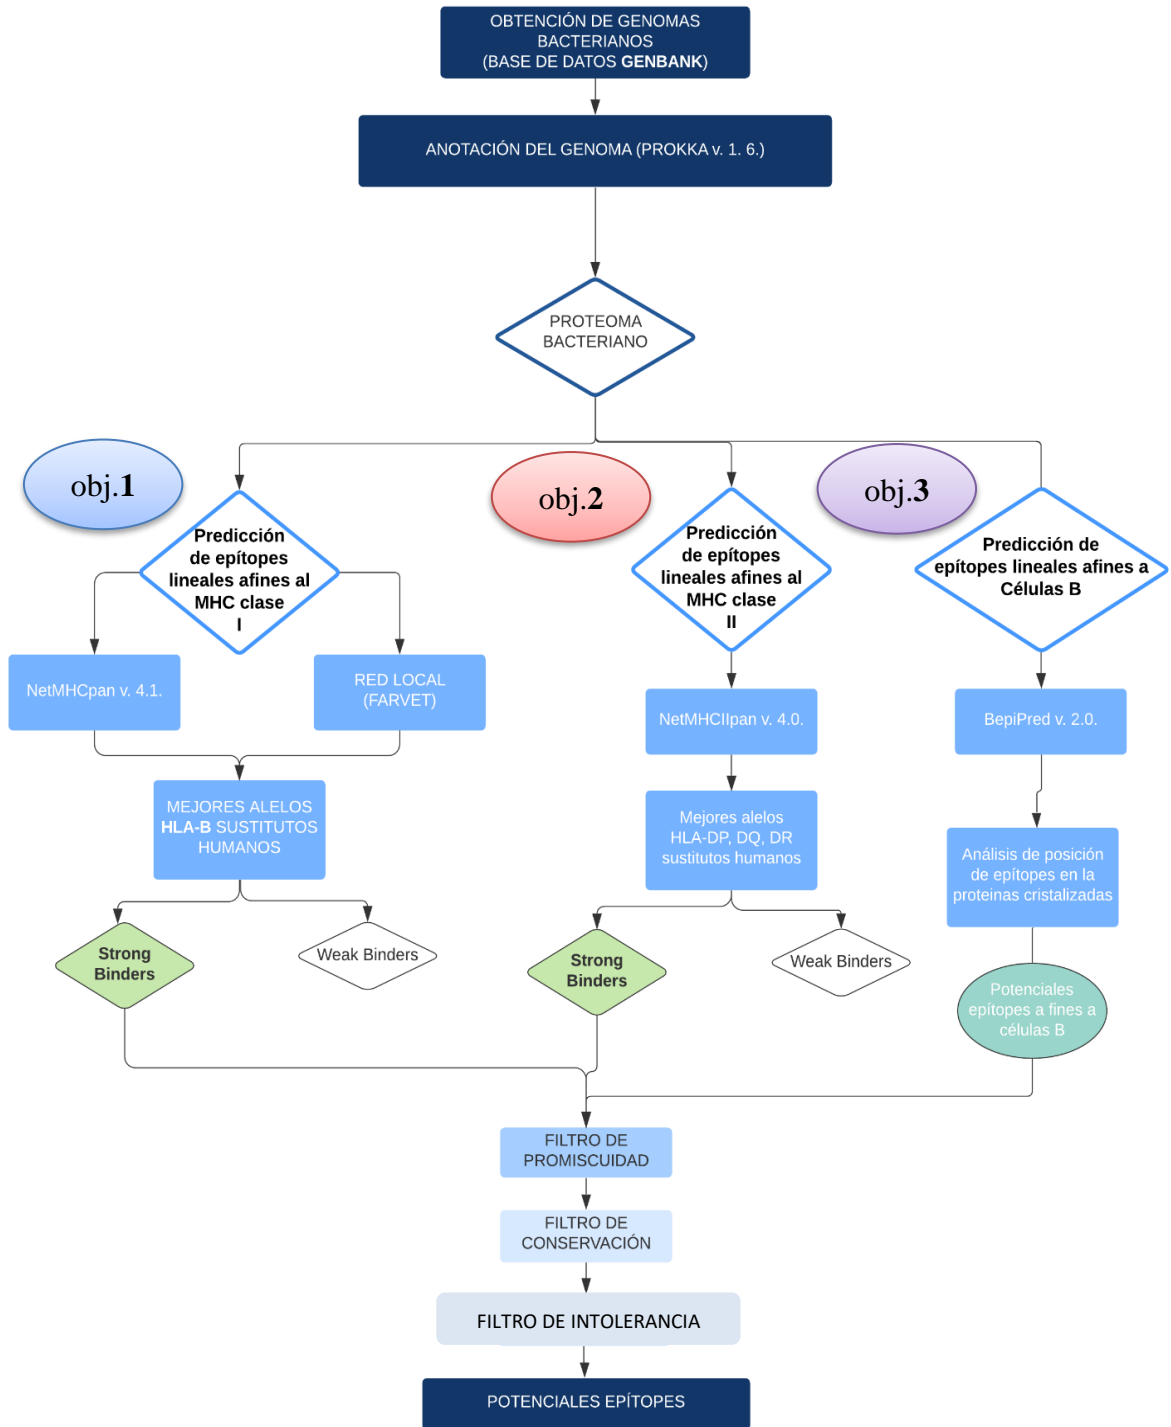 OBTENCIÓN DE GENOMAS
BACTERIANOS
(BASE DE DATOS GENBANK)
ANOTACIÓN DEL GENOMA (PROKKA v. 1. 6.)
PROTEOMA
BACTERIANO
obj.1
obj.2
obj.3
Predicción
de epítopes
lineales afines al
MHC clase
I
Predicción
de epítopes
lineales afines al
MHC clase
II
Predicción de
epítopes lineales afines a
Células B
NetMHCpan v. 4.1.
RED LOCAL
(FARVET)
NetMHCIIpan v. 4.0.
BepiPred v. 2.0.
MEJORES ALELOS
HLA-B SUSTITUTOS
HUMANOS
Mejores alelos
HLA-DP, DQ, DR
sustitutos humanos
Análisis de posición
de epítopes en la
proteinas cristalizadas
Strong
Binders
Weak Binders
Strong
Binders
Weak Binders
Potenciales
epítopes a fines a
células B
FILTRO DE
PROMISCUIDAD
FILTRO DE
CONSERVACIÓN
FILTRO DE INTOLERANCIA
POTENCIALES EPÍTOPES